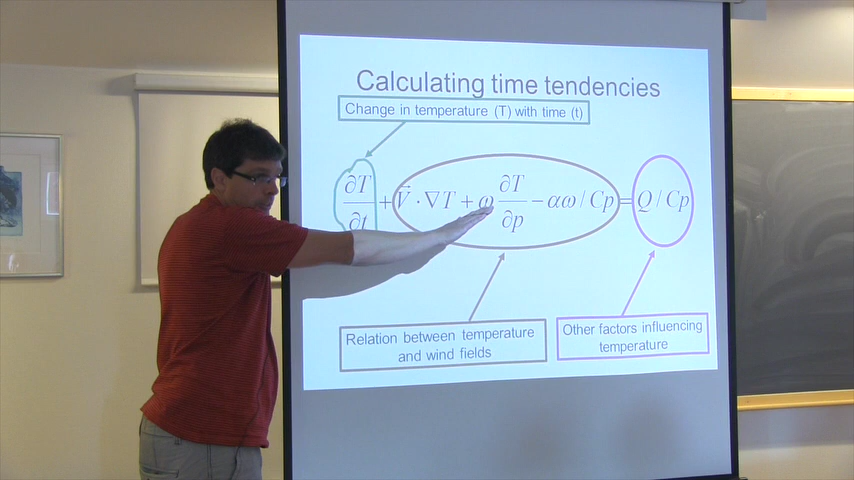 Calculating time tendencies
Change in temperature (T) with time (t)
∂T/∂t + V⃗ · ∇T + ω ∂T/∂p − αω / Cp = Q / Cp
Relation between temperature
and wind fields
Other factors influencing
temperature